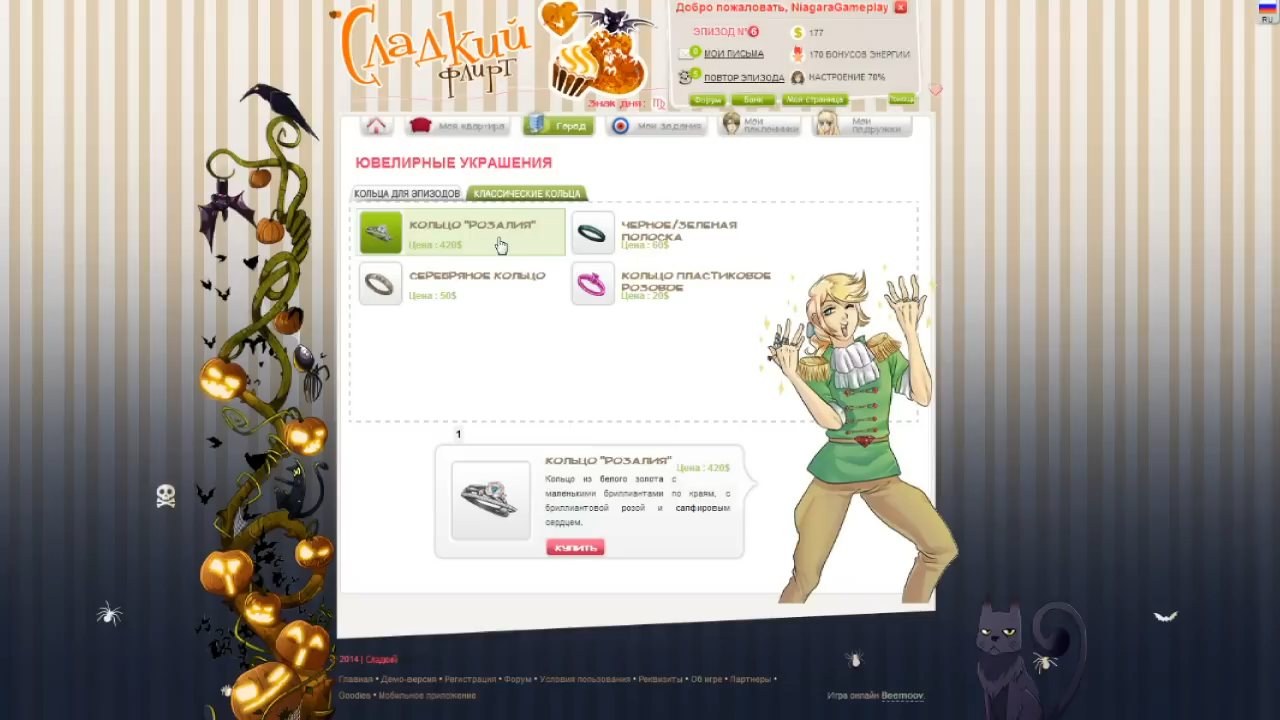 Сладкий
флирт
Добро пожаловать, NiagaraGameplay
ЭПИЗОД №6
177
0 МОИ ПИСЬМА
170 БОНУСОВ ЭНЕРГИИ
ПОВТОР ЭПИЗОДА
НАСТРОЕНИЕ 70%
Знак дня: ♍
Форум
Банк
Моя страница
Помощь
RU
Моя квартира
Город
Мои задания
Мои поклонники
Мои подружки
ЮВЕЛИРНЫЕ УКРАШЕНИЯ
КОЛЬЦА ДЛЯ ЭПИЗОДОВ
КЛАССИЧЕСКИЕ КОЛЬЦА
КОЛЬЦО "РОЗАЛИЯ"
Цена : 420$
ЧЕРНОЕ/ЗЕЛЕНАЯ
ПОЛОСКА
Цена : 60$
СЕРЕБРЯНОЕ КОЛЬЦО
Цена : 50$
КОЛЬЦО ПЛАСТИКОВОЕ
РОЗОВОЕ
Цена : 20$
1
КОЛЬЦО "РОЗАЛИЯ"
Цена : 420$
Кольцо из белого золота с
маленькими бриллиантами по краям, с
бриллиантовой розой и сапфировым
сердцем.
КУПИТЬ
2014 | Сладкий
Главная • Демо-версия • Регистрация • Форум • Условия пользования • Реквизиты • Об игре • Партнеры •
Goodies • Мобильное приложение
Игра онлайн Beemoov.